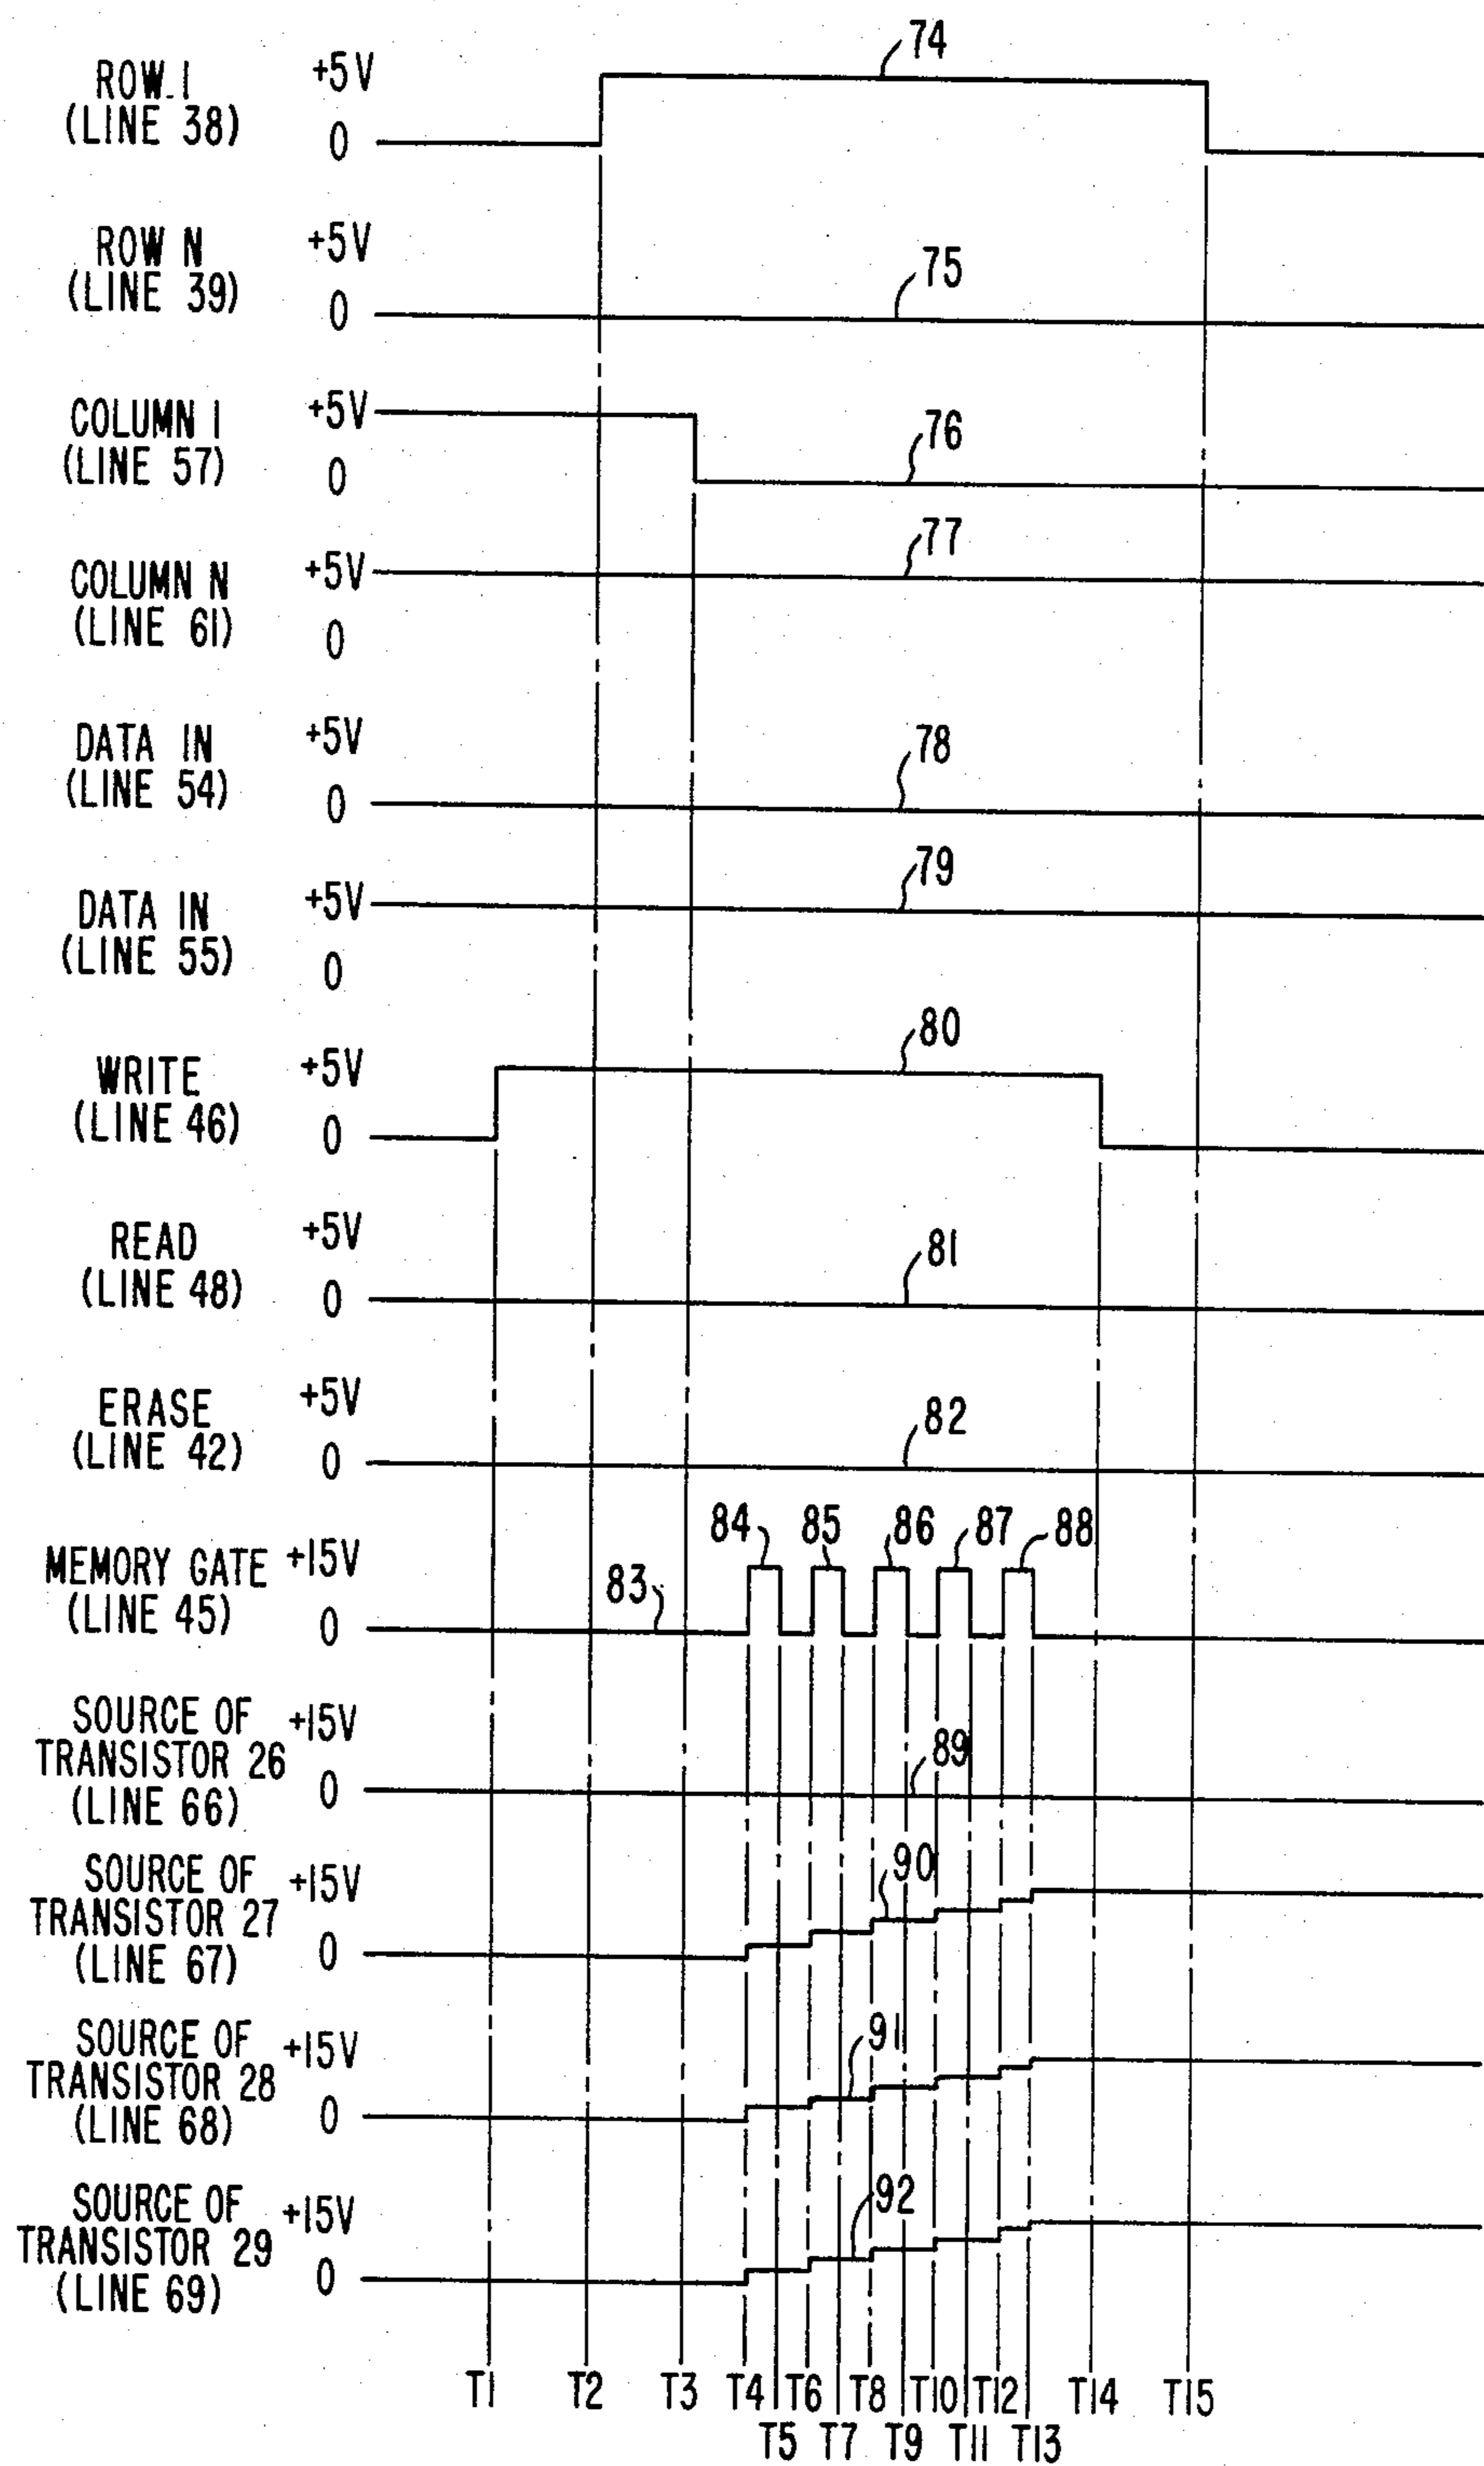 74
ROW 1 +5V
(LINE 38) 0
ROW N +5V
(LINE 39) 0
75
COLUMN 1 +5V
(LINE 57) 0
76
77
COLUMN N +5V
(LINE 61) 0
DATA IN +5V
(LINE 54) 0
78
79
DATA IN +5V
(LINE 55) 0
80
WRITE +5V
(LINE 46) 0
READ +5V
(LINE 48) 0
81
ERASE +5V
(LINE 42) 0
82
84 85 86 87 88
MEMORY GATE +15V
(LINE 45) 0
83
SOURCE OF +15V
TRANSISTOR 26
(LINE 66) 0
89
SOURCE OF +15V
TRANSISTOR 27
(LINE 67) 0
90
SOURCE OF +15V
TRANSISTOR 28
(LINE 68) 0
91
SOURCE OF +15V
TRANSISTOR 29
(LINE 69) 0
92
T1 T2 T3 T4 T6 T8 T10 T12 T14 T15
T5 T7 T9 T11 T13